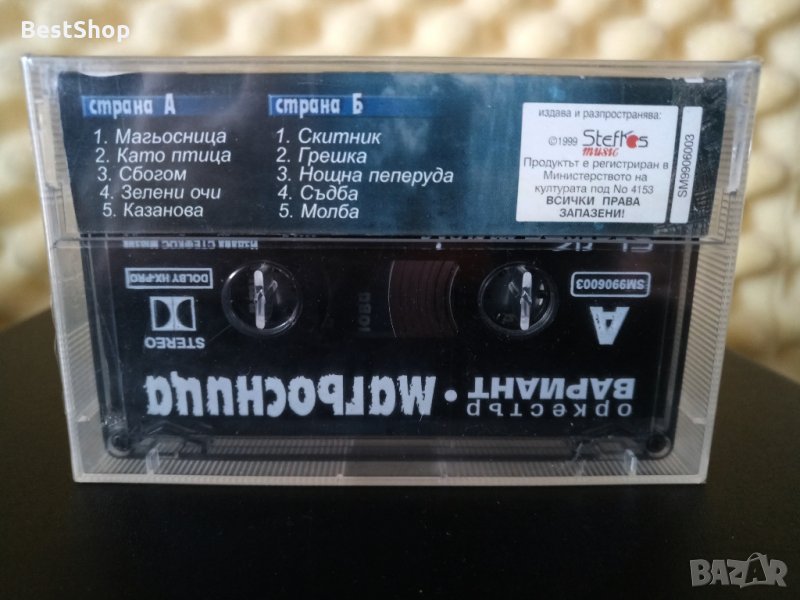 BestShop
страна А
1. Магьосница
2. Като птица
3. Сбогом
4. Зелени очи
5. Казанова
страна Б
1. Скитник
2. Грешка
3. Нощна пеперуда
4. Съдба
5. Молба
издава и разпространява:
©1999 Steffkos
music
Продуктът е регистриран в
Министерството на
културата под No 4153
ВСИЧКИ ПРАВА
ЗАПАЗЕНИ!
SM9906003
оркестър
ВАРИАНТ · магьосница
A
SM9906003
STEREO
DOLBY HX-PRO
BAZAR